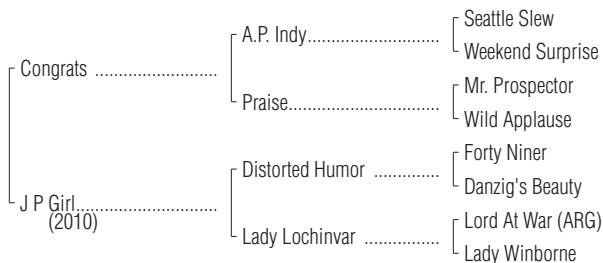 Seattle Slew
A.P. Indy..............................
Weekend Surprise
Congrats ............................
Mr. Prospector
Praise...................................
Wild Applause
Forty Niner
Distorted Humor ...............
Danzig's Beauty
J P Girl.................................
(2010)
Lord At War (ARG)
Lady Lochinvar .................
Lady Winborne